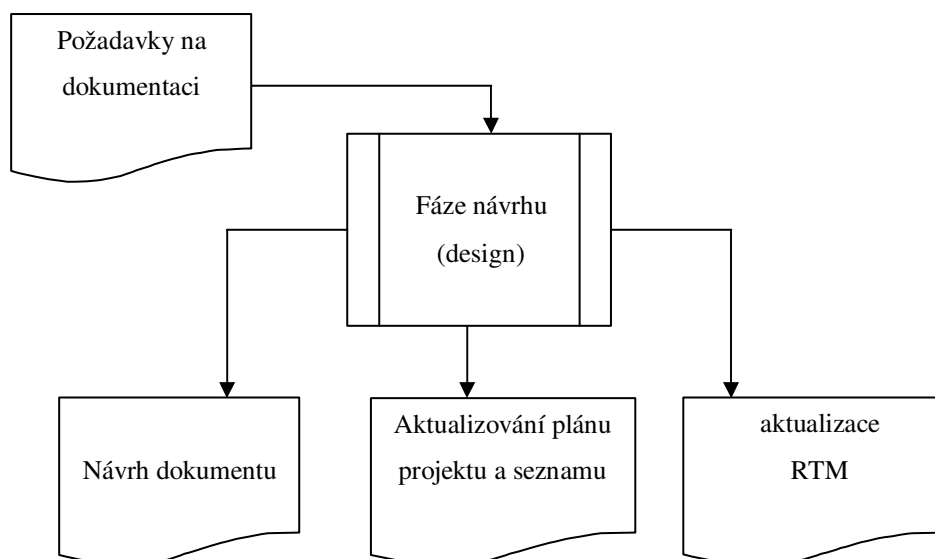 Požadavky na
dokumentaci
Fáze návrhu
(design)
Návrh dokumentu
Aktualizování plánu
projektu a seznamu
aktualizace
RTM